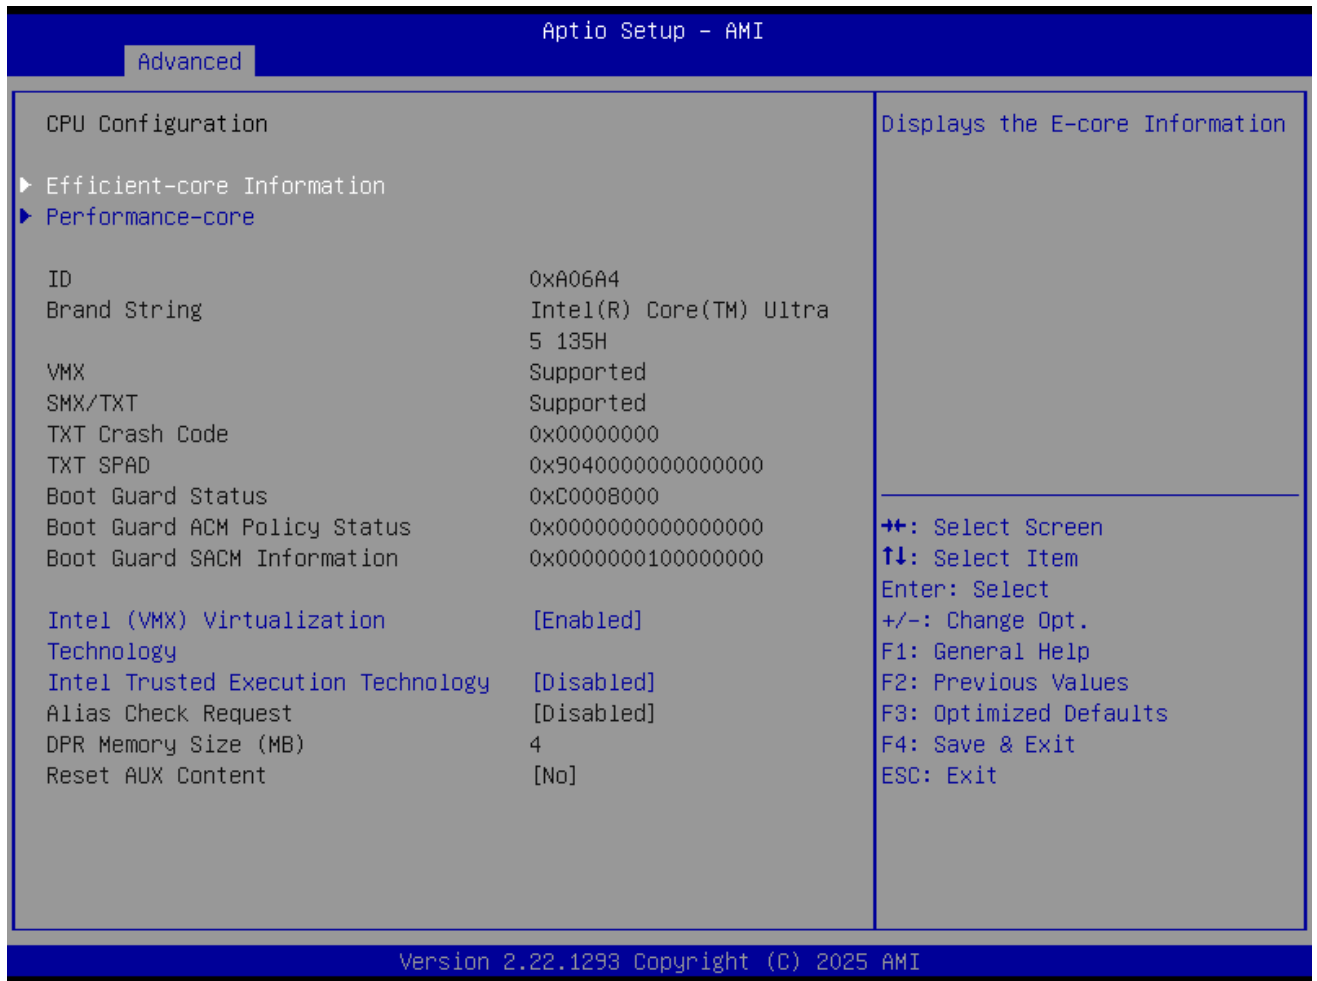 Aptio Setup – AMI
Advanced
CPU Configuration
Efficient-core Information
Performance-core
ID 0xA06A4
Brand String Intel(R) Core(TM) Ultra
5 135H
VMX Supported
SMX/TXT Supported
TXT Crash Code 0x00000000
TXT SPAD 0x9040000000000000
Boot Guard Status 0xC0008000
Boot Guard ACM Policy Status 0x0000000000000000
Boot Guard SACM Information 0x0000000100000000
Intel (VMX) Virtualization [Enabled]
Technology
Intel Trusted Execution Technology [Disabled]
Alias Check Request [Disabled]
DPR Memory Size (MB) 4
Reset AUX Content [No]
Displays the E-core Information
→←: Select Screen
↑↓: Select Item
Enter: Select
+/-: Change Opt.
F1: General Help
F2: Previous Values
F3: Optimized Defaults
F4: Save & Exit
ESC: Exit
Version 2.22.1293 Copyright (C) 2025 AMI